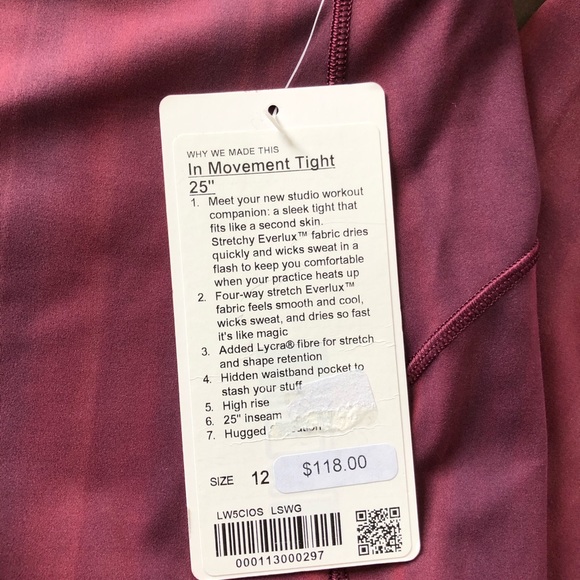 WHY WE MADE THIS
In Movement Tight
25"
1. Meet your new studio workout
companion: a sleek tight that
fits like a second skin.
Stretchy Everlux™ fabric dries
quickly and wicks sweat in a
flash to keep you comfortable
when your practice heats up
2. Four-way stretch Everlux™
fabric feels smooth and cool,
wicks sweat, and dries so fast
it's like magic
3. Added Lycra® fibre for stretch
and shape retention
4. Hidden waistband pocket to
stash your stuff
5. High rise
6. 25" inseam
7. Hugged
SIZE 12 $118.00
LW5CIOS LSWG
000113000297